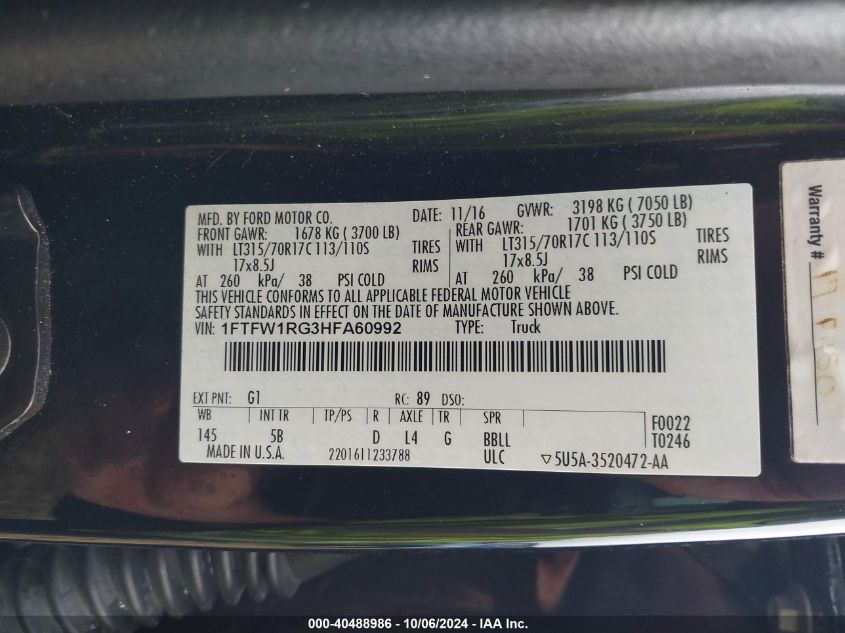 MFD. BY FORD MOTOR CO. DATE: 11/16 GVWR: 3198 KG ( 7050 LB)
FRONT GAWR: 1678 KG ( 3700 LB) REAR GAWR: 1701 KG ( 3750 LB)
WITH LT315/70R17C 113/110S TIRES WITH LT315/70R17C 113/110S TIRES
17x8.5J RIMS 17x8.5J RIMS
AT 260 kPa/ 38 PSI COLD AT 260 kPa/ 38 PSI COLD
THIS VEHICLE CONFORMS TO ALL APPLICABLE FEDERAL MOTOR VEHICLE
SAFETY STANDARDS IN EFFECT ON THE DATE OF MANUFACTURE SHOWN ABOVE.
VIN: 1FTFW1RG3HFA60992 TYPE: Truck
EXT PNT: G1 RC: 89 DSO:
WB INT TR TP/PS R AXLE TR SPR F0022
145 5B D L4 G BBLL T0246
MADE IN U.S.A. 2201611233788 ULC ▽5U5A-3520472-AA
Warranty #
000-40488986 - 10/06/2024 - IAA Inc.